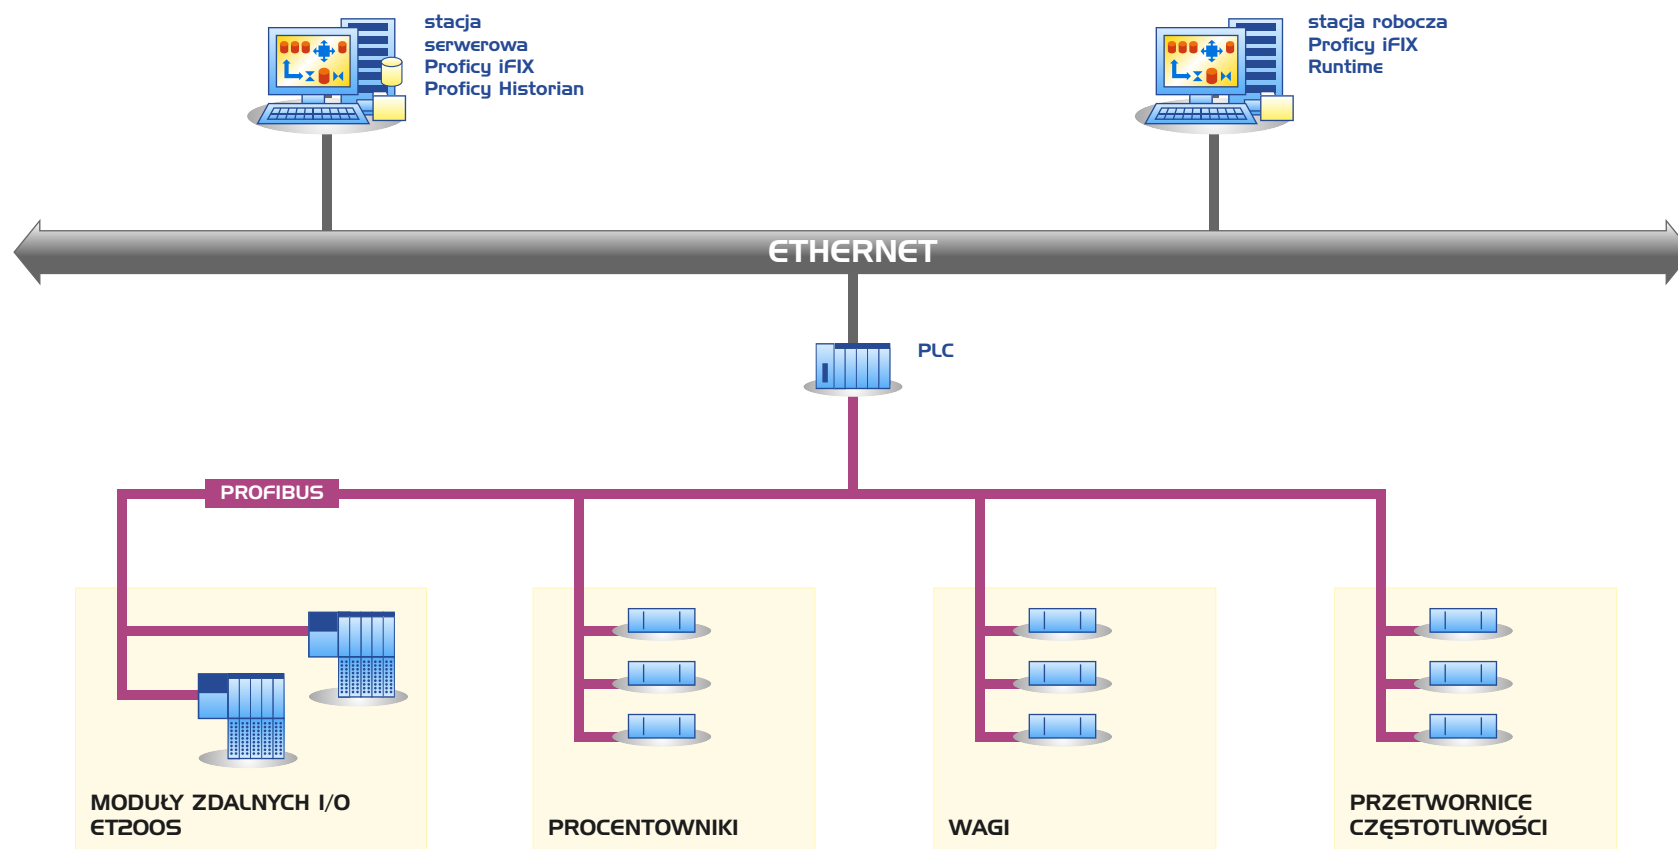 stacja
serwerowa
Proficy iFIX
Proficy Historian
stacja robocza
Proficy iFIX
Runtime
ETHERNET
PLC
PROFIBUS
MODUŁY ZDALNYCH I/O
ET200S
PROCENTOWNIKI
WAGI
PRZETWORNICE
CZĘSTOTLIWOŚCI